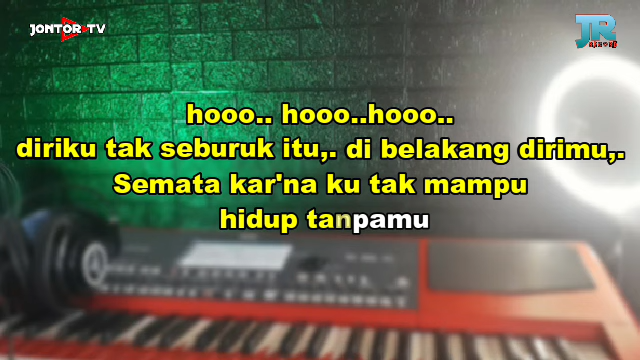 JONTOR TV
JR
hooo.. hooo..hooo..
diriku tak seburuk itu,. di belakang dirimu,.
Semata kar'na ku tak mampu
hidup tanpamu